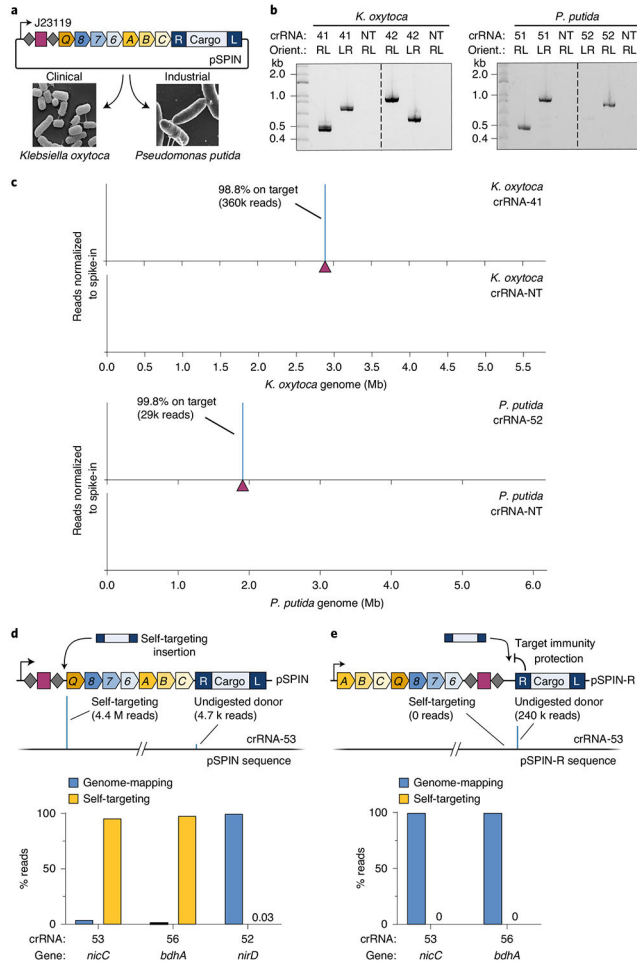 a
J23119
Q 8 7 6 A B C R Cargo L
pSPIN
Clinical
Industrial
Klebsiella oxytoca
Pseudomonas putida
b
K. oxytoca
crRNA: 41 41 NT 42 42 NT
Orient.: RL LR RL RL LR RL
kb
2.0
1.0
0.5
0.4
P. putida
crRNA: 51 51 NT 52 52 NT
Orient.: RL LR RL LR RL RL
kb
2.0
1.0
0.5
0.4
c
98.8% on target
(360k reads)
K. oxytoca
crRNA-41
Reads normalized
to spike-in
K. oxytoca
crRNA-NT
0.0 0.5 1.0 1.5 2.0 2.5 3.0 3.5 4.0 4.5 5.0 5.5
K. oxytoca genome (Mb)
99.8% on target
(29k reads)
P. putida
crRNA-52
Reads normalized
to spike-in
P. putida
crRNA-NT
0.0 1.0 2.0 3.0 4.0 5.0 6.0
P. putida genome (Mb)
d
Self-targeting
insertion
Q 8 7 6 A B C R Cargo L
pSPIN
Self-targeting
(4.4 M reads)
Undigested donor
(4.7 k reads)
crRNA-53
pSPIN sequence
Genome-mapping
Self-targeting
% reads
100
50
0
0.03
crRNA: 53 56 52
Gene: nicC bdhA nirD
e
Target immunity
protection
A B C Q 8 7 6 R Cargo L
pSPIN-R
Self-targeting
(0 reads)
Undigested donor
(240 k reads)
crRNA-53
pSPIN-R sequence
Genome-mapping
Self-targeting
% reads
100
50
0
0 0
crRNA: 53 56
Gene: nicC bdhA